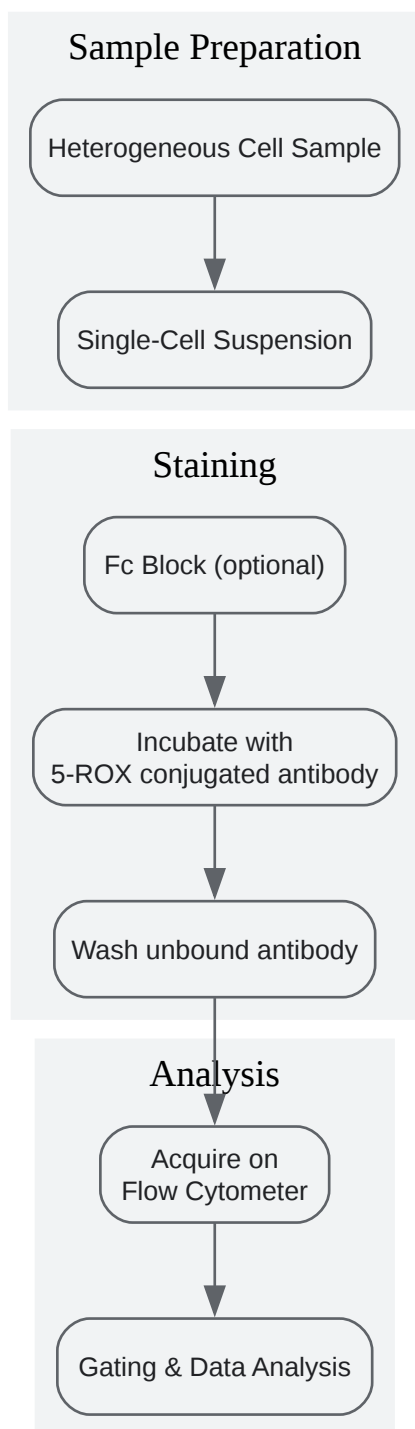 Sample Preparation
Heterogeneous Cell Sample
Single-Cell Suspension
Staining
Fc Block (optional)
Incubate with
5-ROX conjugated antibody
Wash unbound antibody
Analysis
Acquire on
Flow Cytometer
Gating & Data Analysis